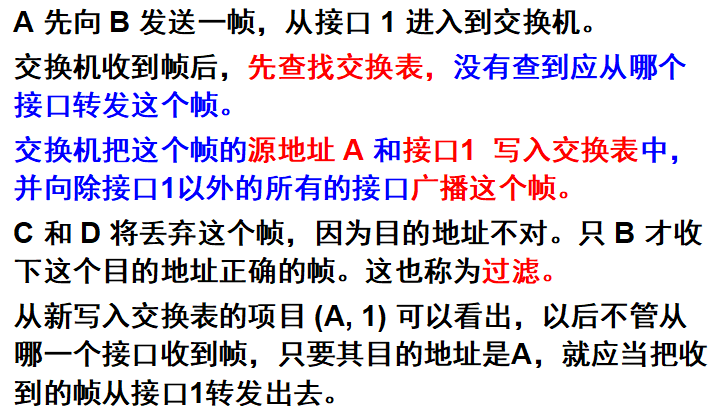 A 先向 B 发送一帧，从接口 1 进入到交换机。
交换机收到帧后，先查找交换表，没有查到应从哪个
接口转发这个帧。
交换机把这个帧的源地址 A 和接口1 写入交换表中，
并向除接口1以外的所有的接口广播这个帧。
C 和 D 将丢弃这个帧，因为目的地址不对。只 B 才收
下这个目的地址正确的帧。这也称为过滤。
从新写入交换表的项目 (A, 1) 可以看出，以后不管从
哪一个接口收到帧，只要其目的地址是A，就应当把收
到的帧从接口1转发出去。